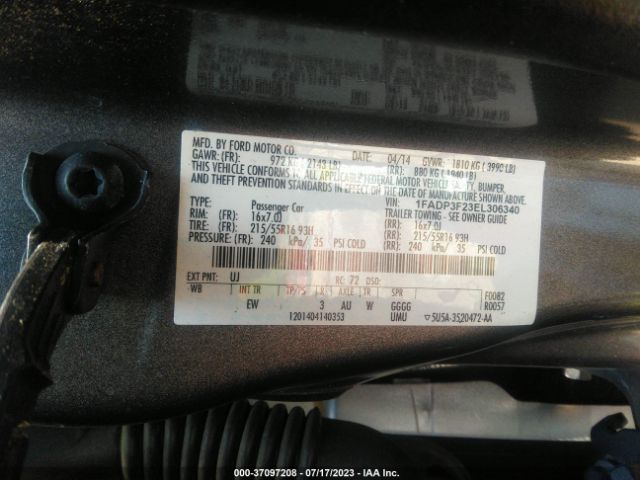 MFD. BY FORD MOTOR CO.
DATE: 04/14 GVWR: 1810 KG ( 3990 LB)
GAWR: (FR): 972 KG ( 2143 LB) (RR): 880 KG ( 1940 LB)
THIS VEHICLE CONFORMS TO ALL APPLICABLE FEDERAL MOTOR VEHICLE SAFETY, BUMPER,
AND THEFT PREVENTION STANDARDS IN EFFECT ON THE DATE OF MANUFACTURE SHOWN ABOVE.
VIN: 1FADP3F23EL306340
TYPE: Passenger Car TRAILER TOWING - SEE OWNER GUIDE
RIM: (FR): 16x7.0J (RR): 16x7.0J
TIRE: (FR): 215/55R16 93H (RR): 215/55R16 93H
PRESSURE: (FR): 240 kPa/ 35 PSI COLD (RR): 240 kPa/ 35 PSI COLD
EXT PNT: UJ RC: 72 DSO:
WB INT TR TP/PS R AXLE TR SPR F0082
EW 3 AU W GGGG R0057
1201404140353 UMU ▽5U5A-3520472-AA
000-37097208 - 07/17/2023 - IAA Inc.